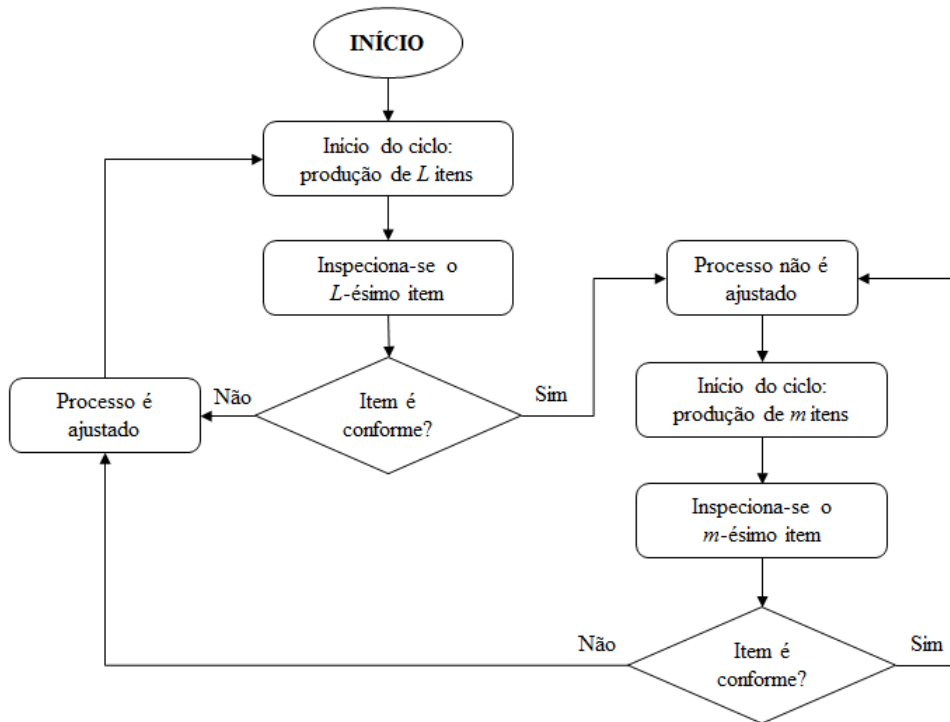 INÍCIO
Início do ciclo:
produção de L itens
Inspeciona-se o
L-ésimo item
Processo não é
ajustado
Item é
conforme?
Não
Sim
Processo é
ajustado
Início do ciclo:
produção de m itens
Inspeciona-se o
m-ésimo item
Item é
conforme?
Não
Sim